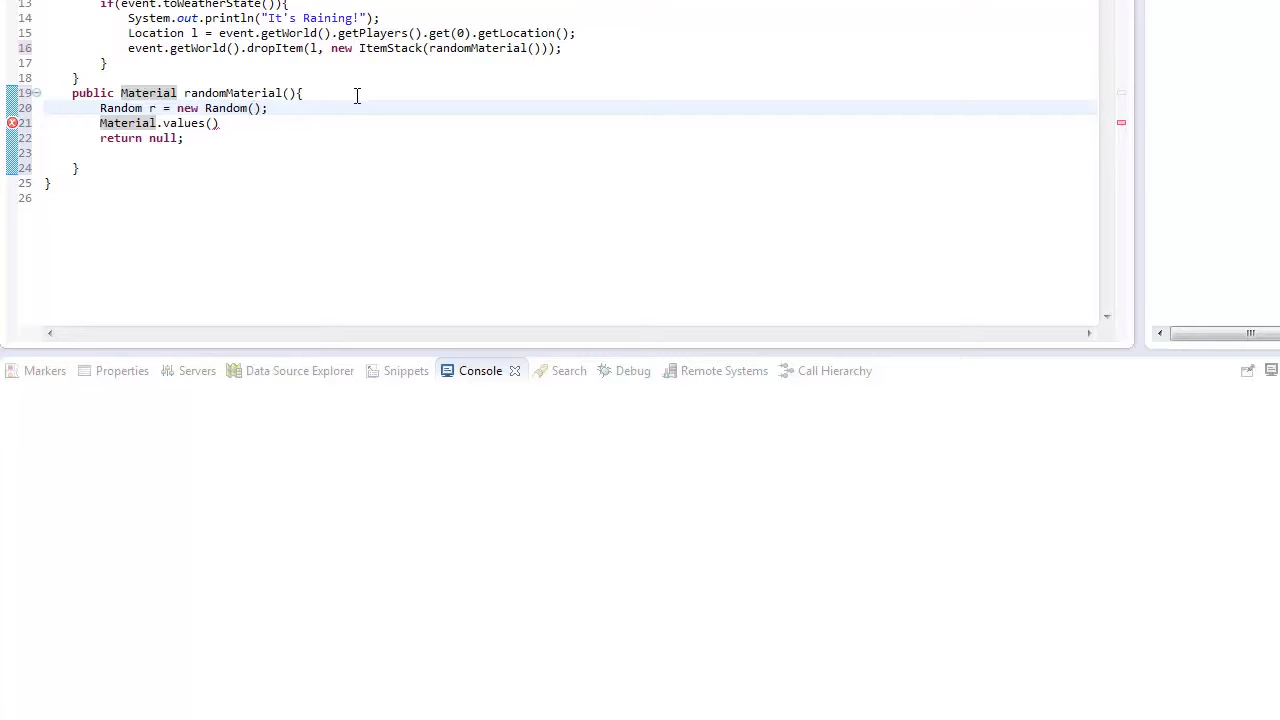 13 if(event.toWeatherState()){
14 System.out.println("It's Raining!");
15 Location l = event.getWorld().getPlayers().get(0).getLocation();
16 event.getWorld().dropItem(l, new ItemStack(randomMaterial()));
17 }
18 }
19 public Material randomMaterial(){
20 Random r = new Random();
21 Material.values()
22 return null;
23
24 }
25 }
26
Markers Properties Servers Data Source Explorer Snippets Console Search Debug Remote Systems Call Hierarchy